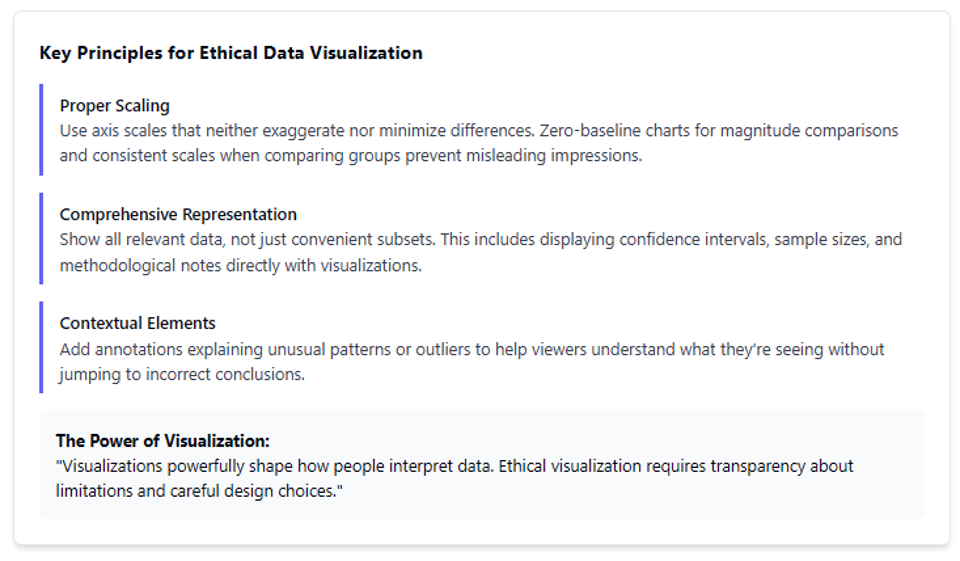 Key Principles for Ethical Data Visualization
Proper Scaling
Use axis scales that neither exaggerate nor minimize differences. Zero-baseline charts for magnitude comparisons
and consistent scales when comparing groups prevent misleading impressions.
Comprehensive Representation
Show all relevant data, not just convenient subsets. This includes displaying confidence intervals, sample sizes, and
methodological notes directly with visualizations.
Contextual Elements
Add annotations explaining unusual patterns or outliers to help viewers understand what they're seeing without
jumping to incorrect conclusions.
The Power of Visualization:
"Visualizations powerfully shape how people interpret data. Ethical visualization requires transparency about
limitations and careful design choices."